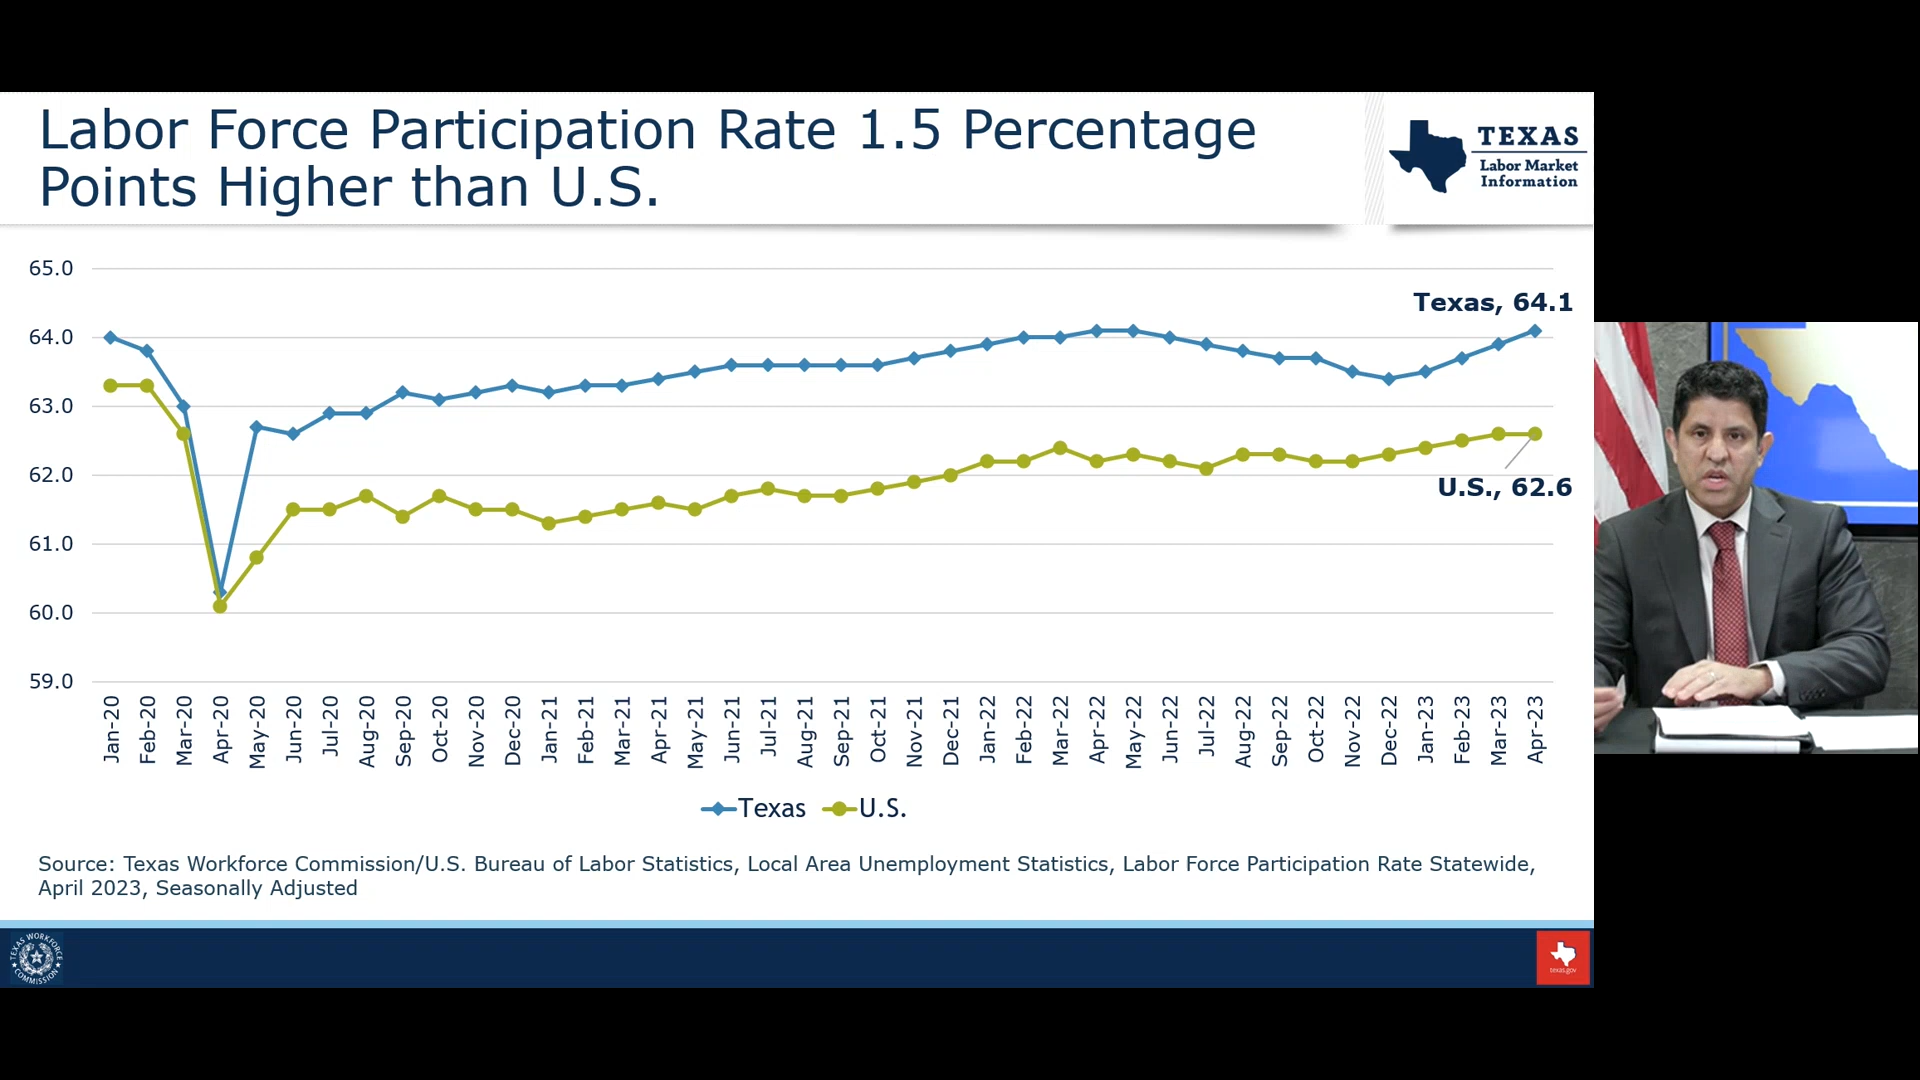 Labor Force Participation Rate 1.5 Percentage
Points Higher than U.S.
TEXAS
Labor Market
Information
65.0
64.0
63.0
62.0
61.0
60.0
59.0
Texas, 64.1
U.S., 62.6
Jan-20
Feb-20
Mar-20
Apr-20
May-20
Jun-20
Jul-20
Aug-20
Sep-20
Oct-20
Nov-20
Dec-20
Jan-21
Feb-21
Mar-21
Apr-21
May-21
Jun-21
Jul-21
Aug-21
Sep-21
Oct-21
Nov-21
Dec-21
Jan-22
Feb-22
Mar-22
Apr-22
May-22
Jun-22
Jul-22
Aug-22
Sep-22
Oct-22
Nov-22
Dec-22
Jan-23
Feb-23
Mar-23
Apr-23
Texas U.S.
Source: Texas Workforce Commission/U.S. Bureau of Labor Statistics, Local Area Unemployment Statistics, Labor Force Participation Rate Statewide,
April 2023, Seasonally Adjusted
TEXAS WORKFORCE
COMMISSION
texas.gov